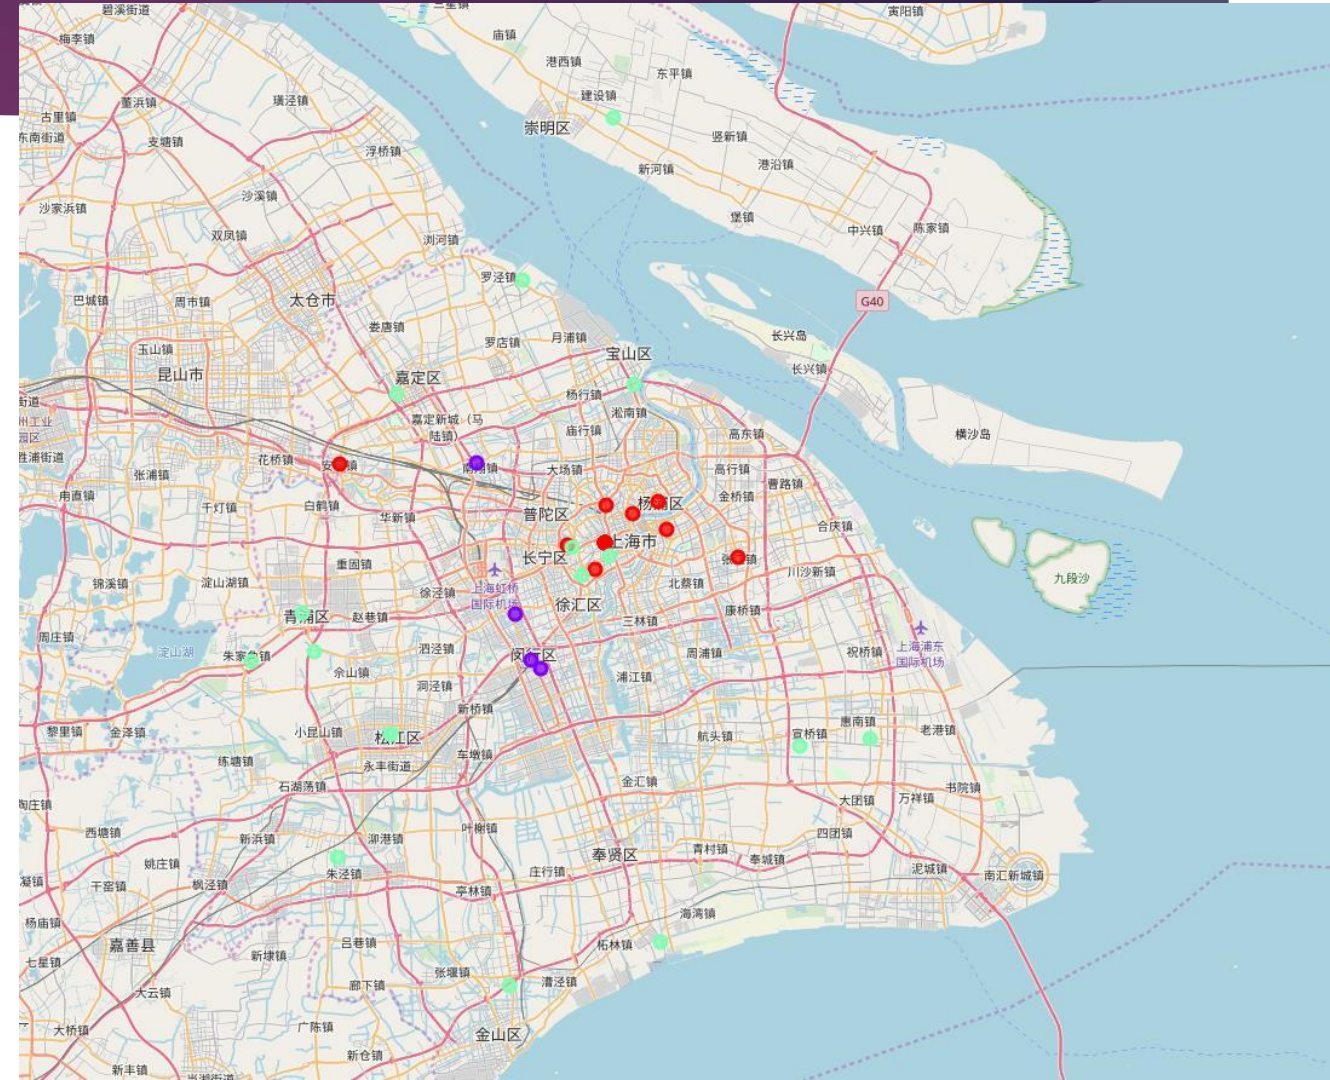 碧溪街道
三星镇
寅阳镇
梅李镇
庙镇
港西镇
东平镇
董浜镇
璜泾镇
建设镇
古里镇
崇明区
东南街道
支塘镇
浮桥镇
竖新镇
新河镇
港沿镇
沙溪镇
沙家浜镇
堡镇
双凤镇
浏河镇
中兴镇
陈家镇
罗泾镇
巴城镇
周市镇
太仓市
G40
娄唐镇
长兴岛
罗店镇
月浦镇
玉山镇
宝山区
昆山市
嘉定区
长兴镇
杨行镇
街道
淞南镇
嘉定新城（马
陆镇）
州工业
园区
庙行镇
高东镇
横沙岛
胜浦街道
花桥镇
张浦镇
大场镇
高行镇
曹路镇
甪直镇
千灯镇
白鹤镇
华新镇
普陀区
金桥镇
合庆镇
上海市
长宁区
重固镇
锦溪镇
淀山湖镇
徐泾镇
上海虹桥
国际机场
北蔡镇
川沙新镇
九段沙
徐汇区
康桥镇
赵巷镇
三林镇
周庄镇
淀山湖
泗泾镇
周浦镇
祝桥镇
上海浦东
国际机场
佘山镇
洞泾镇
浦江镇
新桥镇
黎里镇
金泽镇
小昆山镇
松江区
航头镇
宣桥镇
惠南镇
老港镇
练塘镇
永丰街道
车墩镇
石湖荡镇
金汇镇
书院镇
陶庄镇
大团镇
万祥镇
西塘镇
新浜镇
泖港镇
叶榭镇
四团镇
姚庄镇
奉贤区
青村镇
奉城镇
干窑镇
枫泾镇
朱泾镇
庄行镇
泥城镇
南汇新城镇
亭林镇
杨庙镇
海湾镇
嘉善县
吕巷镇
柘林镇
七星镇
新埭镇
张堰镇
漕泾镇
大云镇
廊下镇
大桥镇
广陈镇
金山区
新仓镇
新丰镇